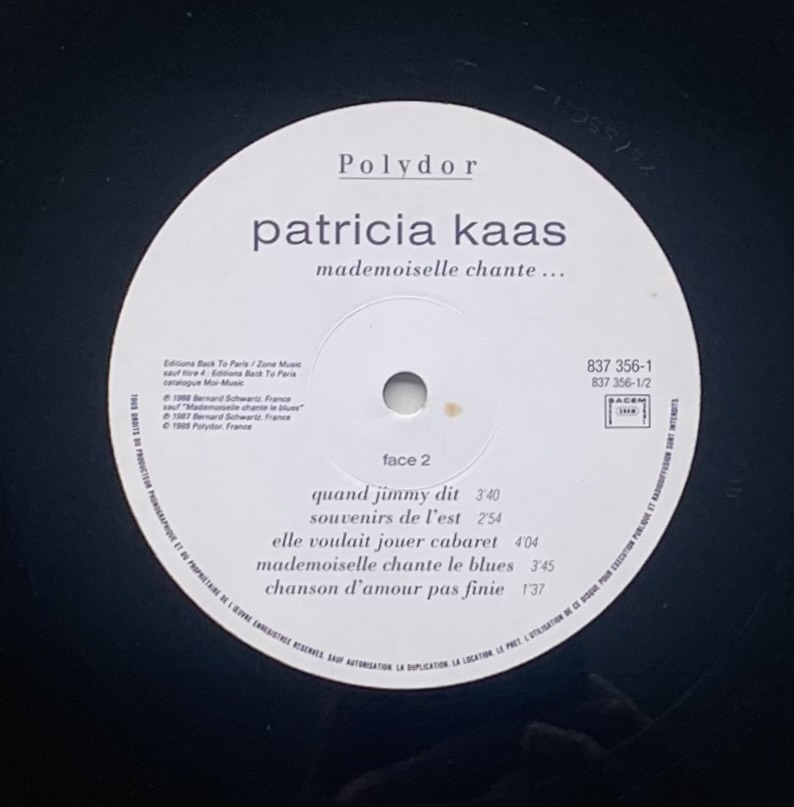 Polydor
patricia kaas
mademoiselle chante ...
Editions Back To Paris / Zone Music
sauf titre 4 : Editions Back To Paris
catalogue Moi-Music
℗ 1988 Bernard Schwartz. France
sauf "Mademoiselle chante le blues"
℗ 1987 Bernard Schwartz. France
© 1988 Polydor. France
837 356-1
837 356-1/2
SACEM
face 2
quand jimmy dit 3'40
souvenirs de l'est 2'54
elle voulait jouer cabaret 4'04
mademoiselle chante le blues 3'45
chanson d'amour pas finie 1'37
TOUS DROITS DU PRODUCTEUR PHONOGRAPHIQUE ET DU PROPRIETAIRE DE L'ŒUVRE ENREGISTREE RESERVES. SAUF AUTORISATION LA DUPLICATION. LA LOCATION. LE PRET. L'UTILISATION DE CE DISQUE POUR EXECUTION PUBLIQUE ET RADIODIFFUSION SONT INTERDITS